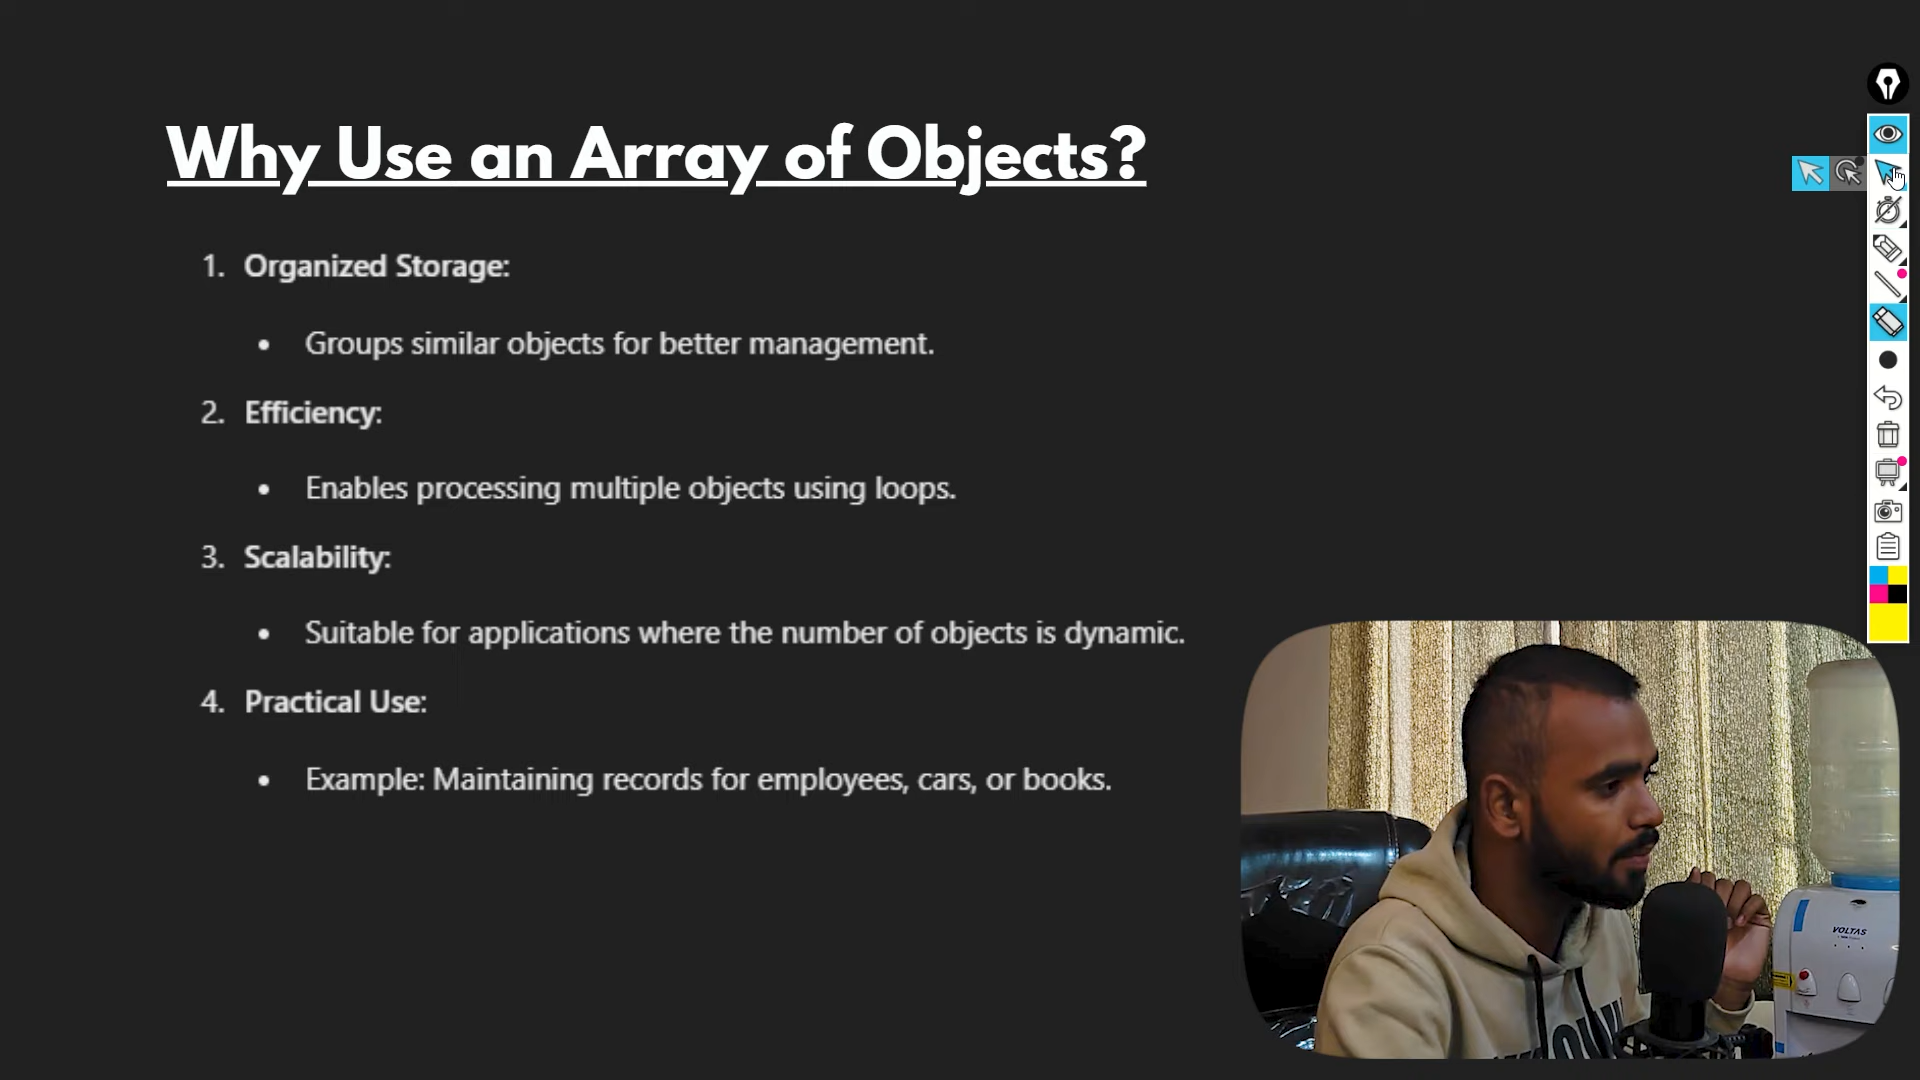 Why Use an Array of Objects?
1. Organized Storage:
• Groups similar objects for better management.
2. Efficiency:
• Enables processing multiple objects using loops.
3. Scalability:
• Suitable for applications where the number of objects is dynamic.
4. Practical Use:
• Example: Maintaining records for employees, cars, or books.
VOLTAS